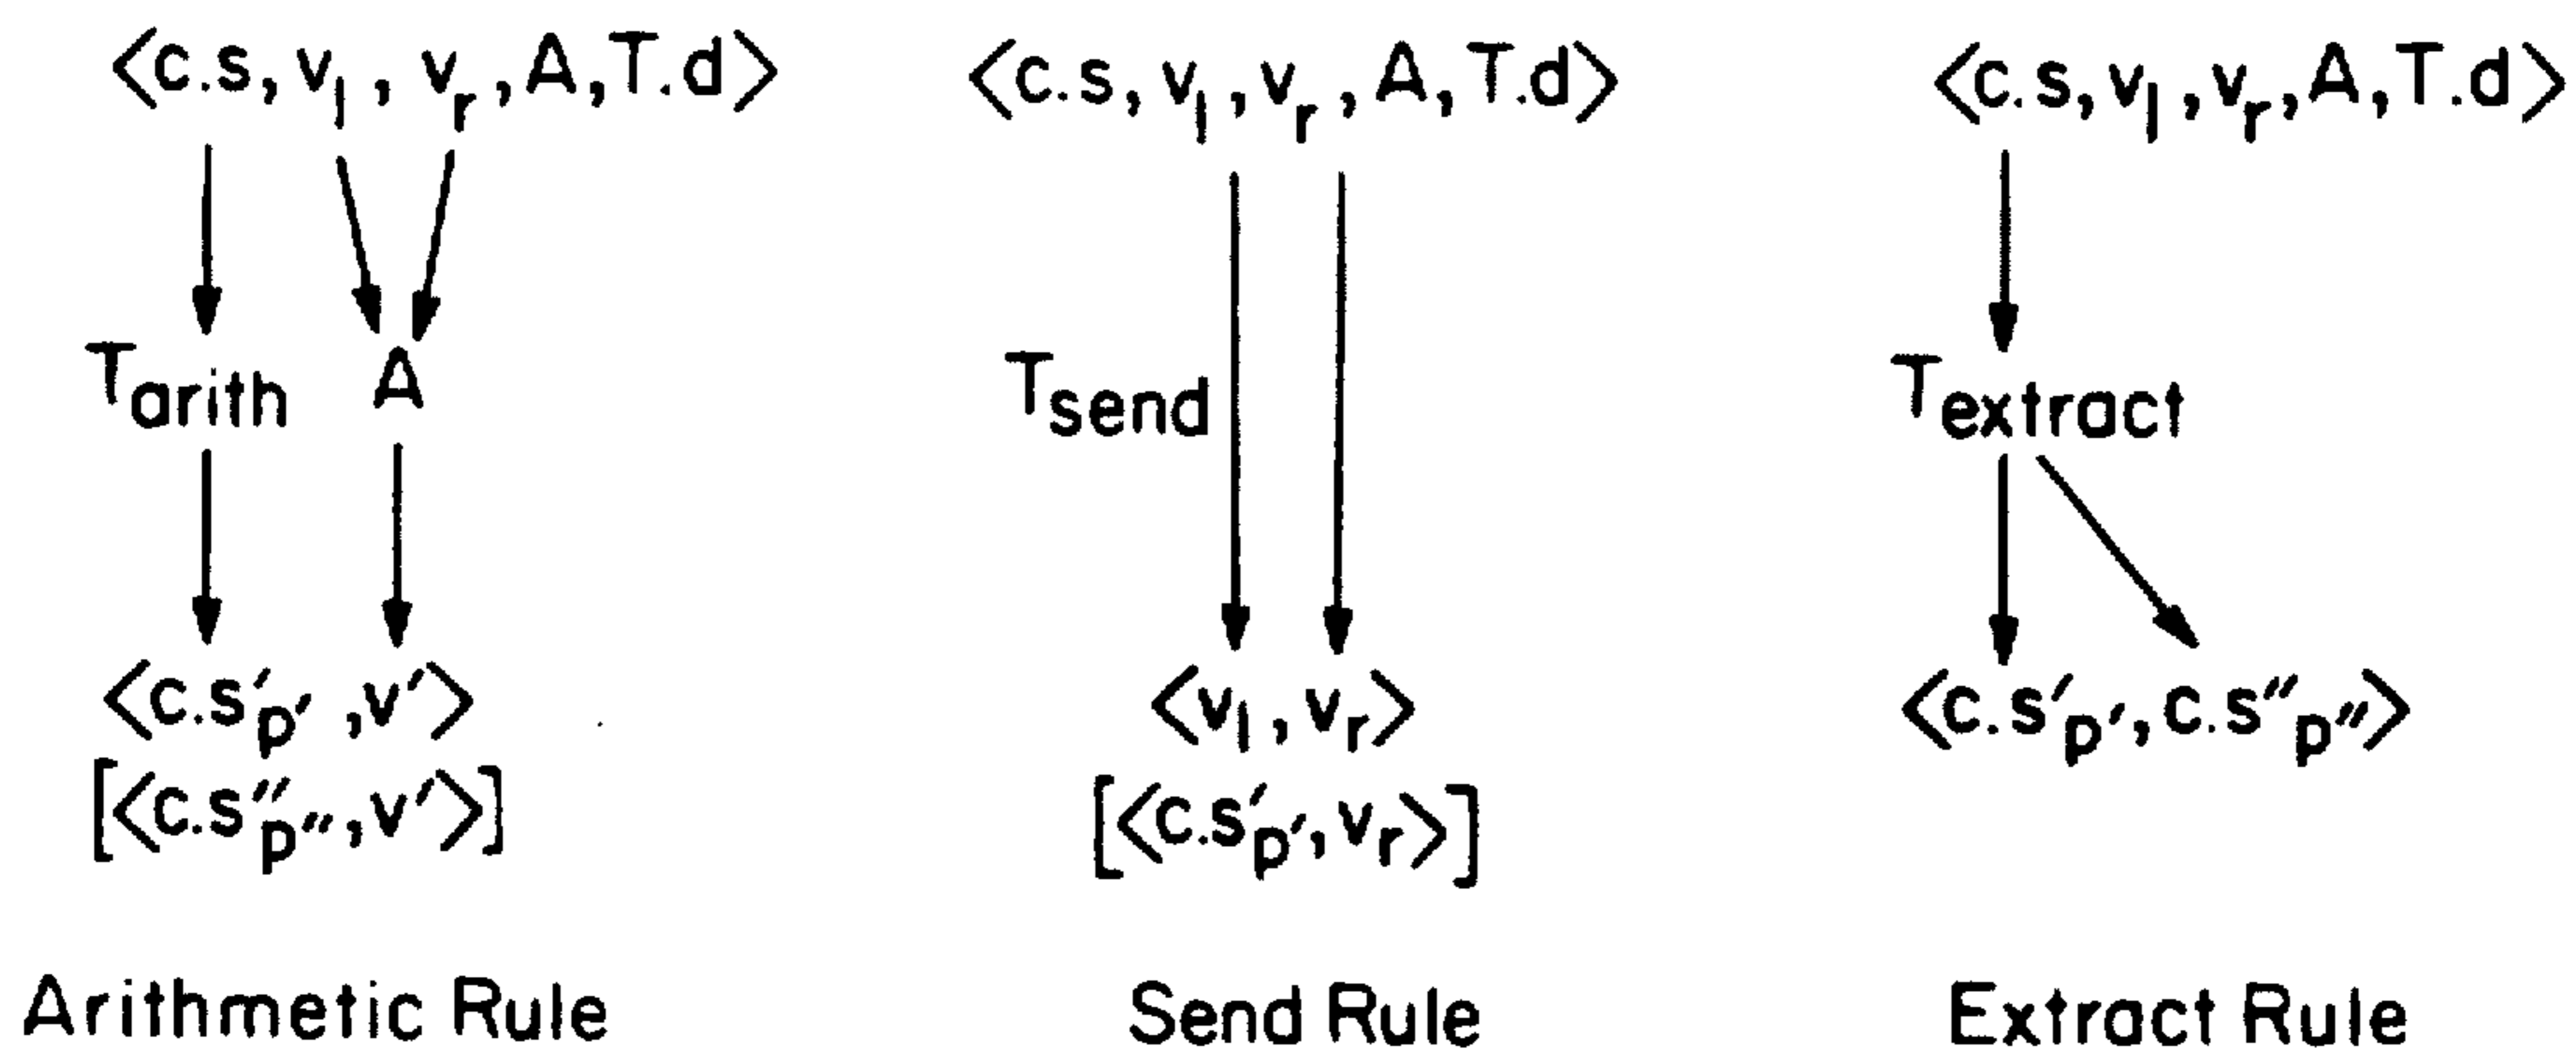 <c.s, v_l, v_r, A, T.d> <c.s, v_l, v_r, A, T.d> <c.s, v_l, v_r, A, T.d>
T_arith A T_send T_extract
<c.s′_p′, v′> <v_l, v_r> <c.s′_p′, c.s″_p″>
[<c.s″_p″, v′>] [<c.s′_p′, v_r>]
Arithmetic Rule Send Rule Extract Rule